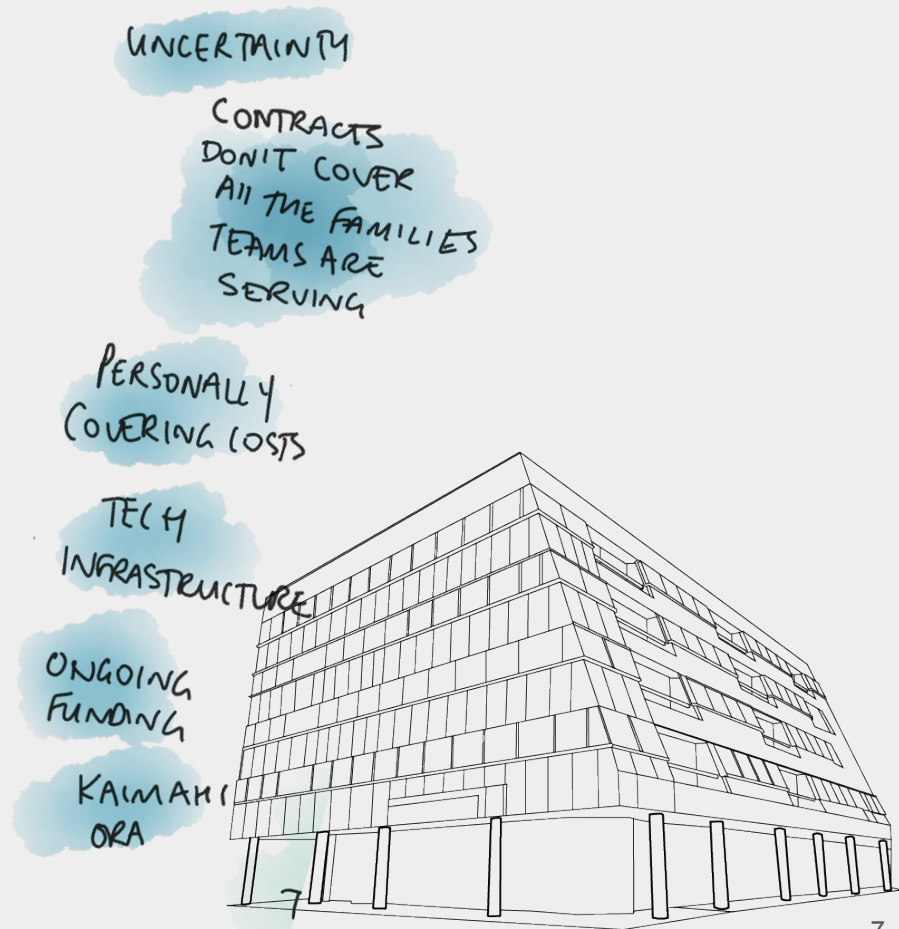 UNCERTAINTY
CONTRACTS
DON'T COVER
All THE FAMILIES
TEAMS ARE
SERVING
PERSONALLY
COVERING COSTS
TECH
INFRASTRUCTURE
ONGOING
FUNDING
KAIMAHI
ORA
7
7